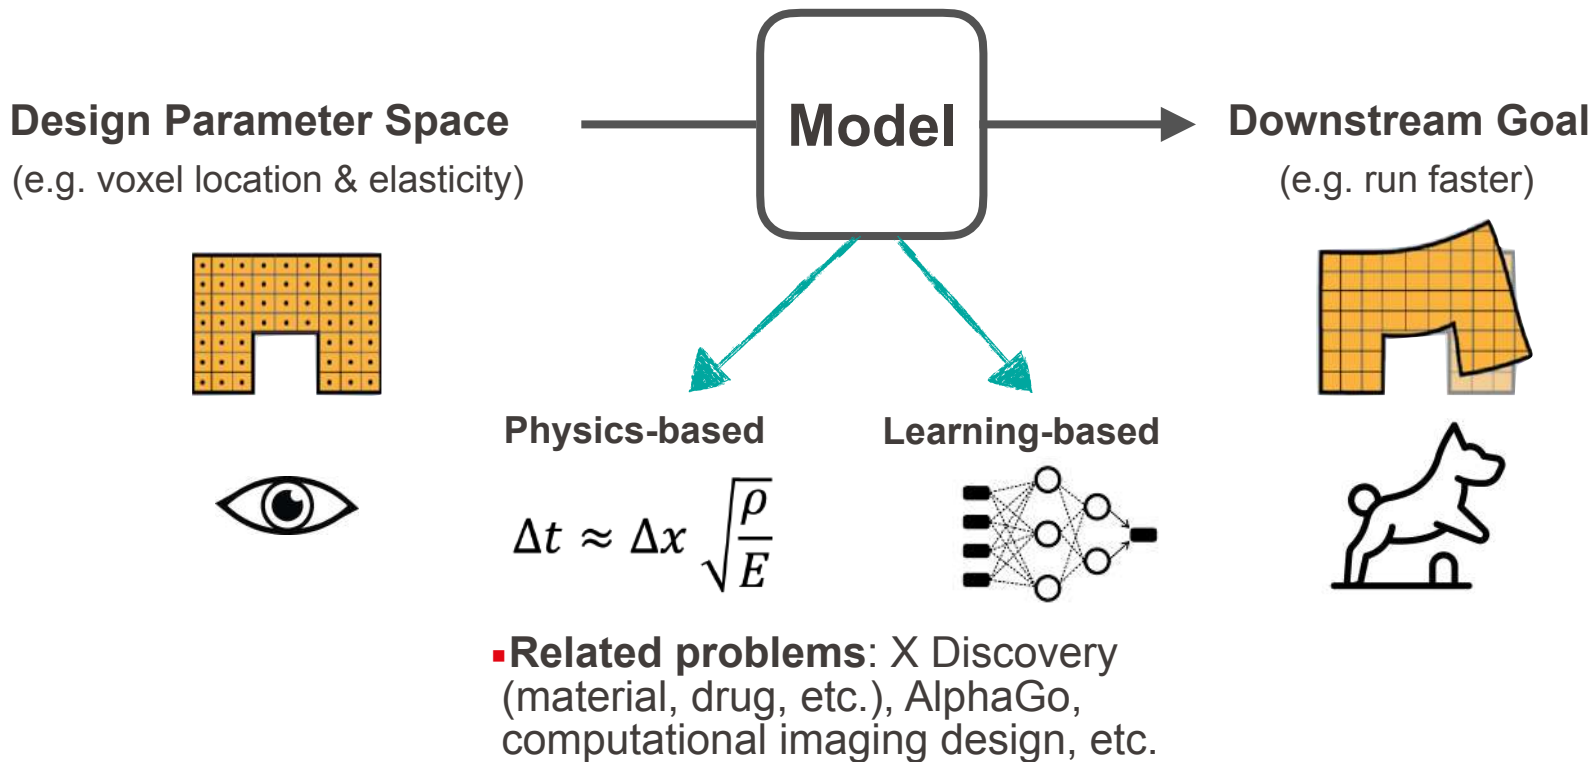 Model
Design Parameter Space
(e.g. voxel location & elasticity)
Downstream Goal
(e.g. run faster)
Physics-based
Learning-based
Δt ≈ Δx √(ρ/E)
▪Related problems: X Discovery
(material, drug, etc.), AlphaGo,
computational imaging design, etc.